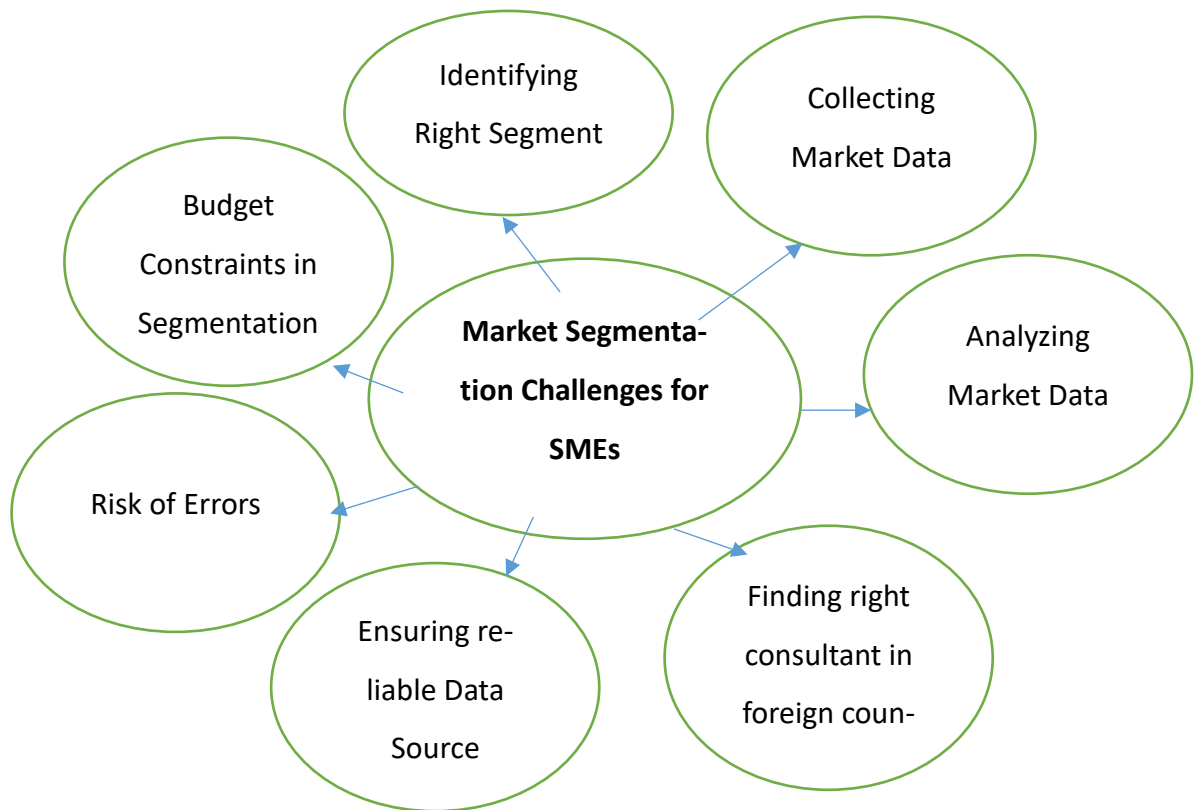 Identifying
Right Segment
Collecting
Market Data
Budget
Constraints in
Segmentation
Market Segmenta-
tion Challenges for
SMEs
Analyzing
Market Data
Risk of Errors
Ensuring re-
liable Data
Source
Finding right
consultant in
foreign coun-